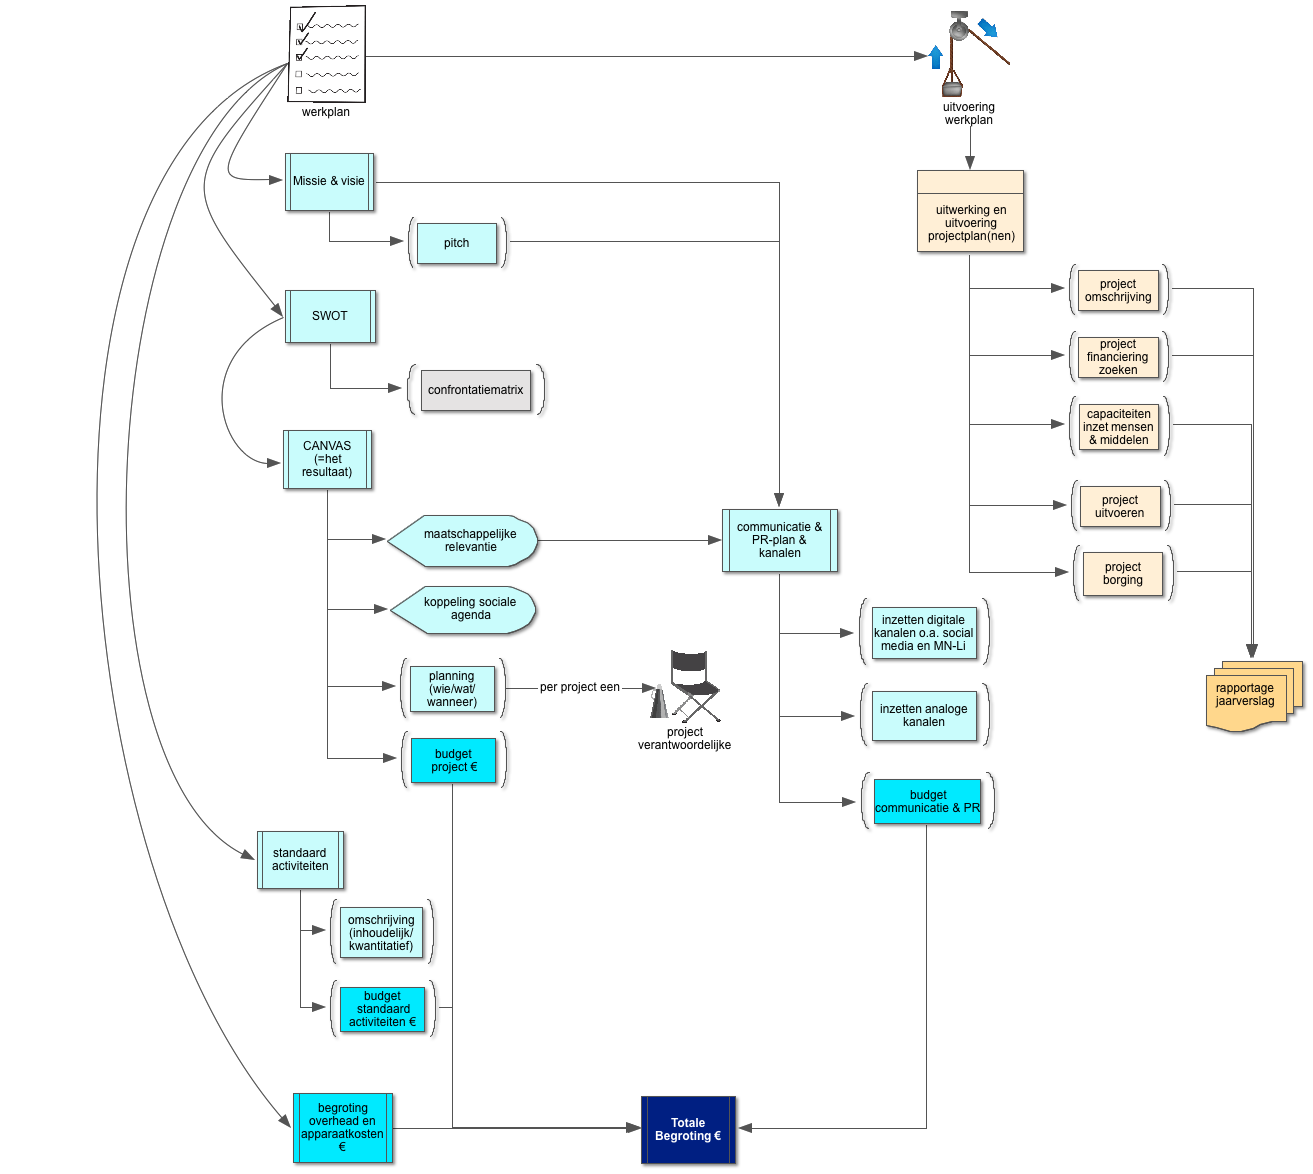 werkplan
uitvoering
werkplan
Missie & visie
pitch
uitwerking en
uitvoering
projectplan(nen)
project
omschrijving
SWOT
project
financiering
zoeken
confrontatiematrix
capaciteiten
inzet mensen
& middelen
CANVAS
(=het
resultaat)
project
uitvoeren
maatschappelijke
relevantie
communicatie &
PR-plan &
kanalen
project
borging
koppeling sociale
agenda
inzetten digitale
kanalen o.a. social
media en MN-Li
planning
(wie/wat/
wanneer)
per project een
project
verantwoordelijke
inzetten analoge
kanalen
rapportage
jaarverslag
budget
project €
budget
communicatie & PR
standaard
activiteiten
omschrijving
(inhoudelijk/
kwantitatief)
budget
standaard
activiteiten €
begroting
overhead en
apparaatkosten
€
Totale
Begroting €